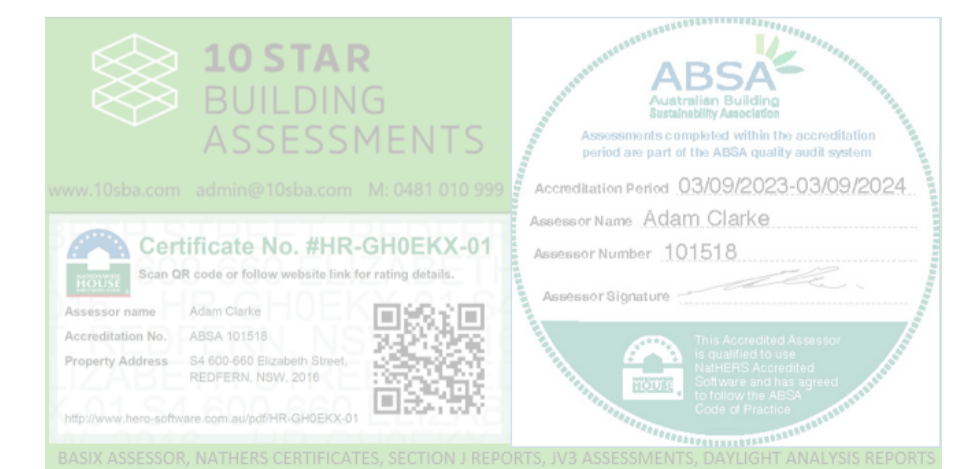 10 STAR
BUILDING
ASSESSMENTS
www.10sba.com admin@10sba.com M: 0481 010 999
Certificate No. #HR-GH0EKX-01
Scan QR code or follow website link for rating details.
NATIONWIDE
HOUSE
Assessor name Adam Clarke
Accreditation No. ABSA 101518
Property Address S4 600-660 Elizabeth Street,
REDFERN, NSW, 2016
http://www.hero-software.com.au/pdf/HR-GH0EKX-01
ABSA
Australian Building
Sustainability Association
Assessments completed within the accreditation
period are part of the ABSA quality audit system
Accreditation Period 03/09/2023-03/09/2024
Assessor Name Adam Clarke
Assessor Number 101518
Assessor Signature
HOUSE
This Accredited Assessor
is qualified to use
NatHERS Accredited
Software and has agreed
to follow the ABSA
Code of Practice
BASIX ASSESSOR, NATHERS CERTIFICATES, SECTION J REPORTS, JV3 ASSESSMENTS, DAYLIGHT ANALYSIS REPORTS